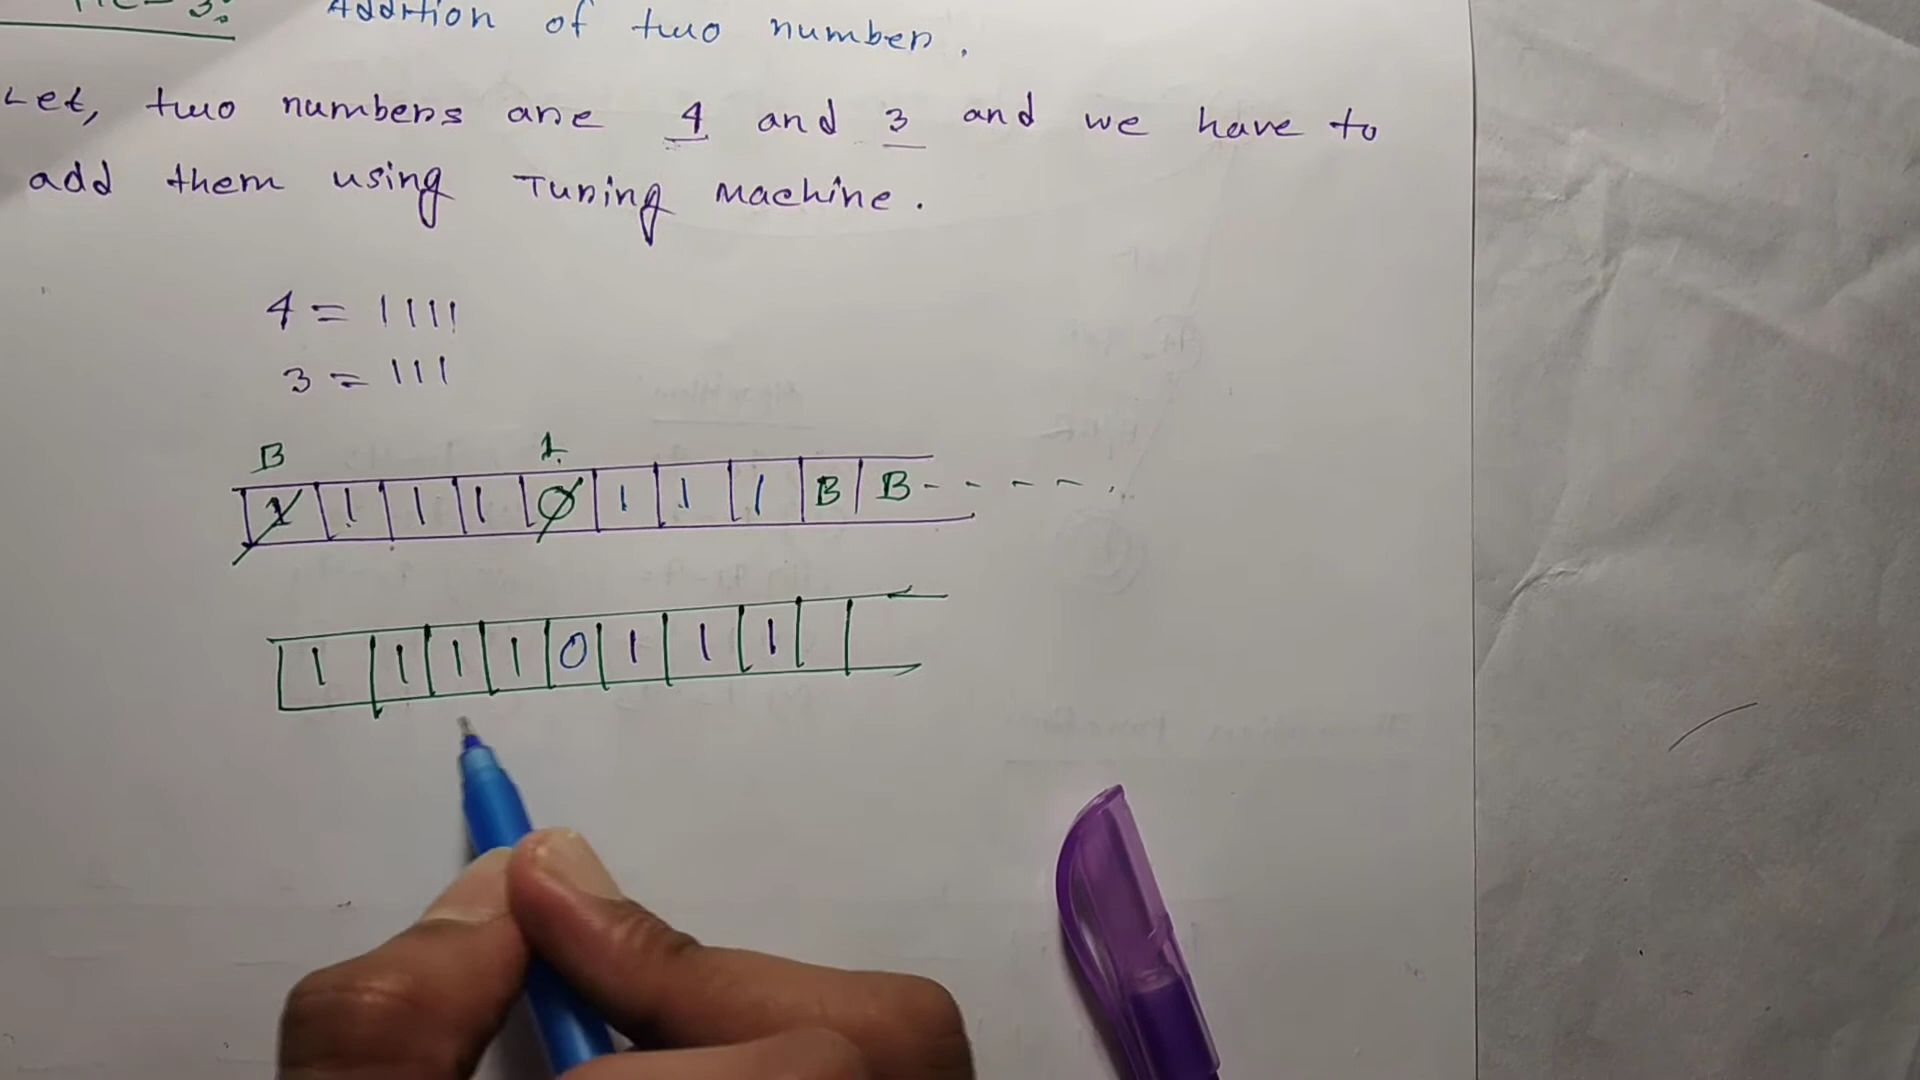 3:
Addition of two number.
Let, two numbers are 4 and 3 and we have to
add them using Turing Machine.
4 = 1111
3 = 111
B 1
1 1 1 1 0 1 1 1 B B - - - - .
1 1 1 1 0 1 1 1